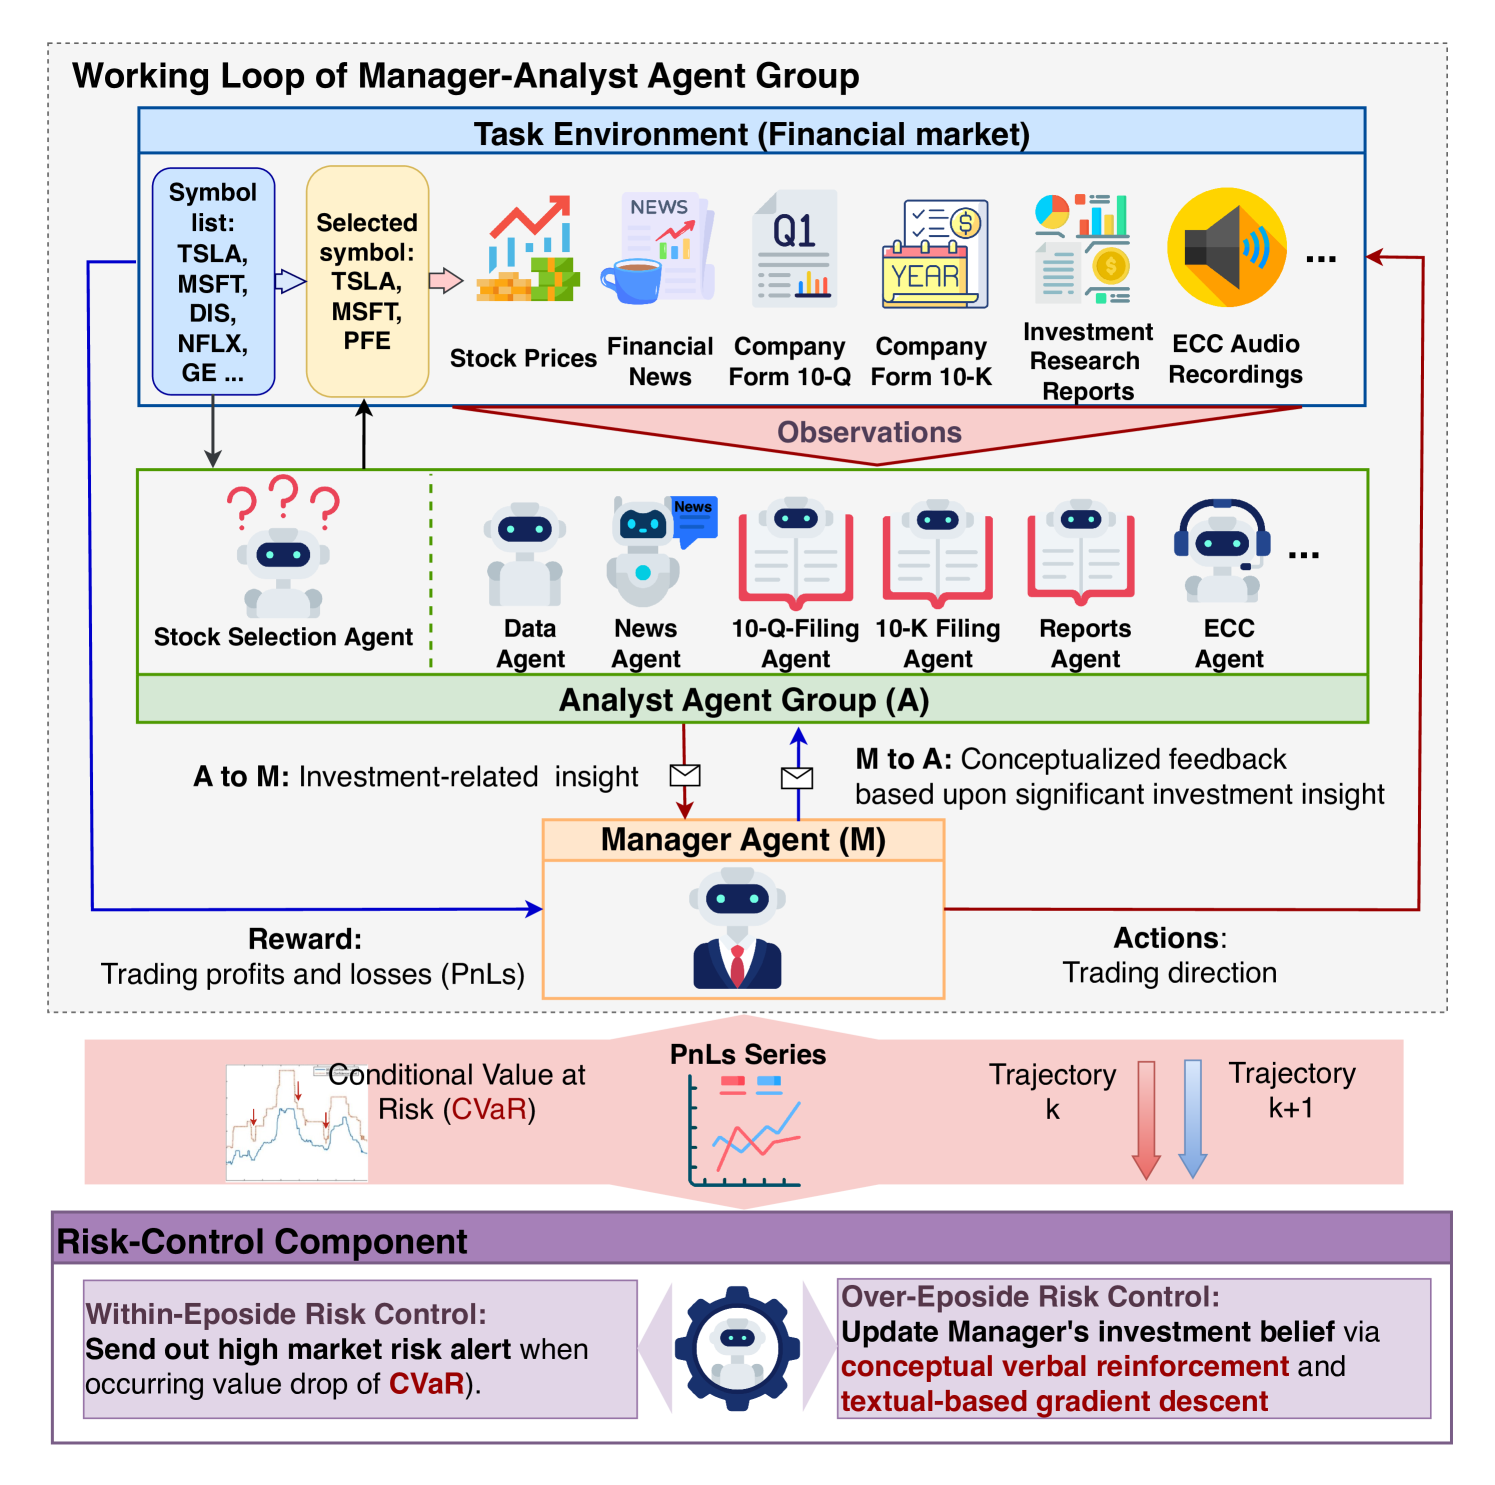 Working Loop of Manager-Analyst Agent Group
Task Environment (Financial market)
Symbol
list:
TSLA,
MSFT,
DIS,
NFLX,
GE ...
Selected
symbol:
TSLA,
MSFT,
PFE
Stock Prices
NEWS
Financial
News
Q1
Company
Form 10-Q
YEAR
Company
Form 10-K
Investment
Research
Reports
ECC Audio
Recordings
...
Observations
Stock Selection Agent
Data
Agent
News
News
Agent
10-Q-Filing
Agent
10-K Filing
Agent
Reports
Agent
ECC
Agent
...
Analyst Agent Group (A)
A to M: Investment-related insight
M to A: Conceptualized feedback
based upon significant investment insight
Manager Agent (M)
Reward:
Trading profits and losses (PnLs)
Actions:
Trading direction
Conditional Value at
Risk (CVaR)
PnLs Series
Trajectory
k
Trajectory
k+1
Risk-Control Component
Within-Eposide Risk Control:
Send out high market risk alert when
occurring value drop of CVaR).
Over-Eposide Risk Control:
Update Manager's investment belief via
conceptual verbal reinforcement and
textual-based gradient descent